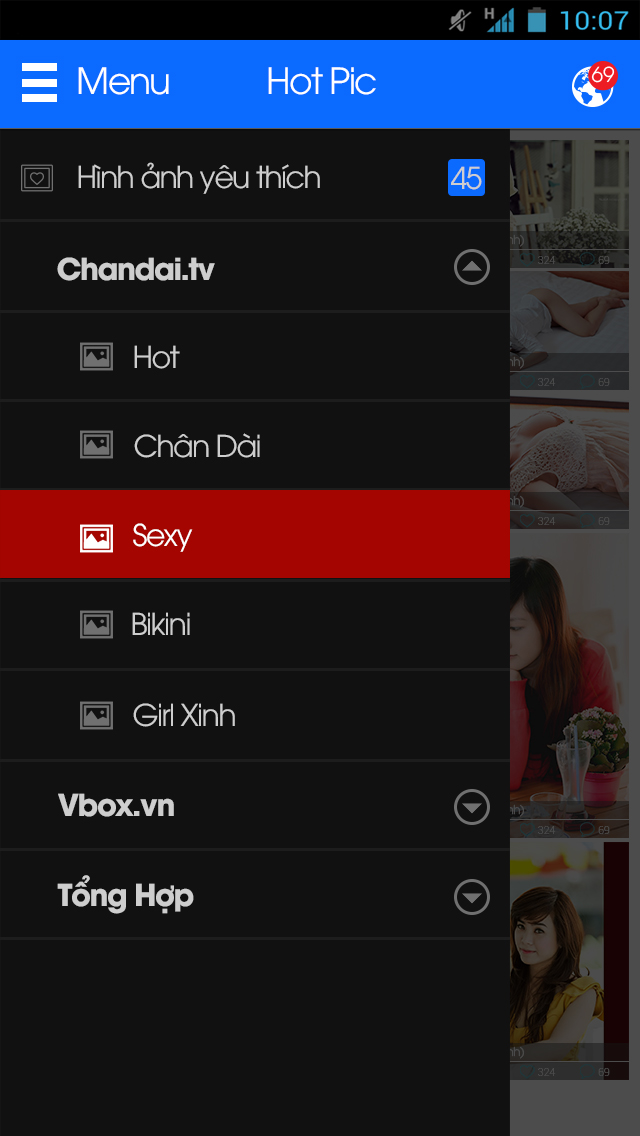 H 10:07
Menu Hot Pic 69
Hình ảnh yêu thích 45
nh)
324 69
Chandai.tv
Hot
nh)
324 69
Chân Dài
nh)
324 69
Sexy
Bikini
Girl Xinh
Vbox.vn
nh)
324 69
Tổng Hợp
nh)
324 69